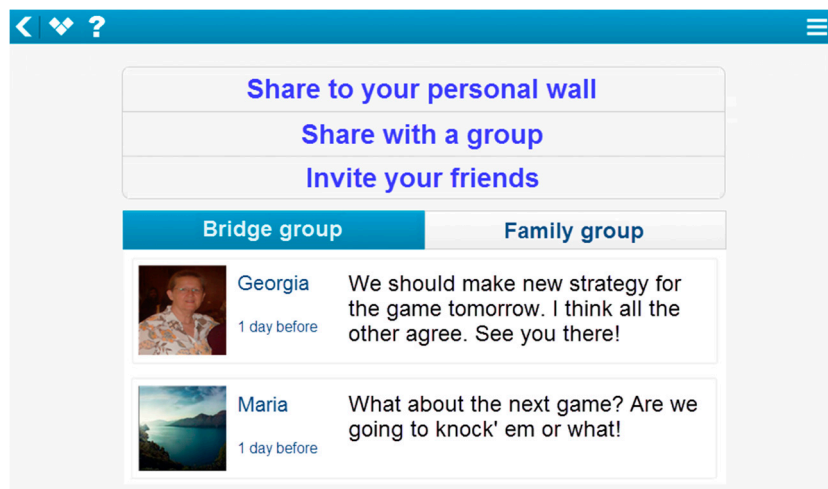 ?
Share to your personal wall
Share with a group
Invite your friends
Bridge group
Family group
Georgia
1 day before
We should make new strategy for
the game tomorrow. I think all the
other agree. See you there!
Maria
1 day before
What about the next game? Are we
going to knock' em or what!